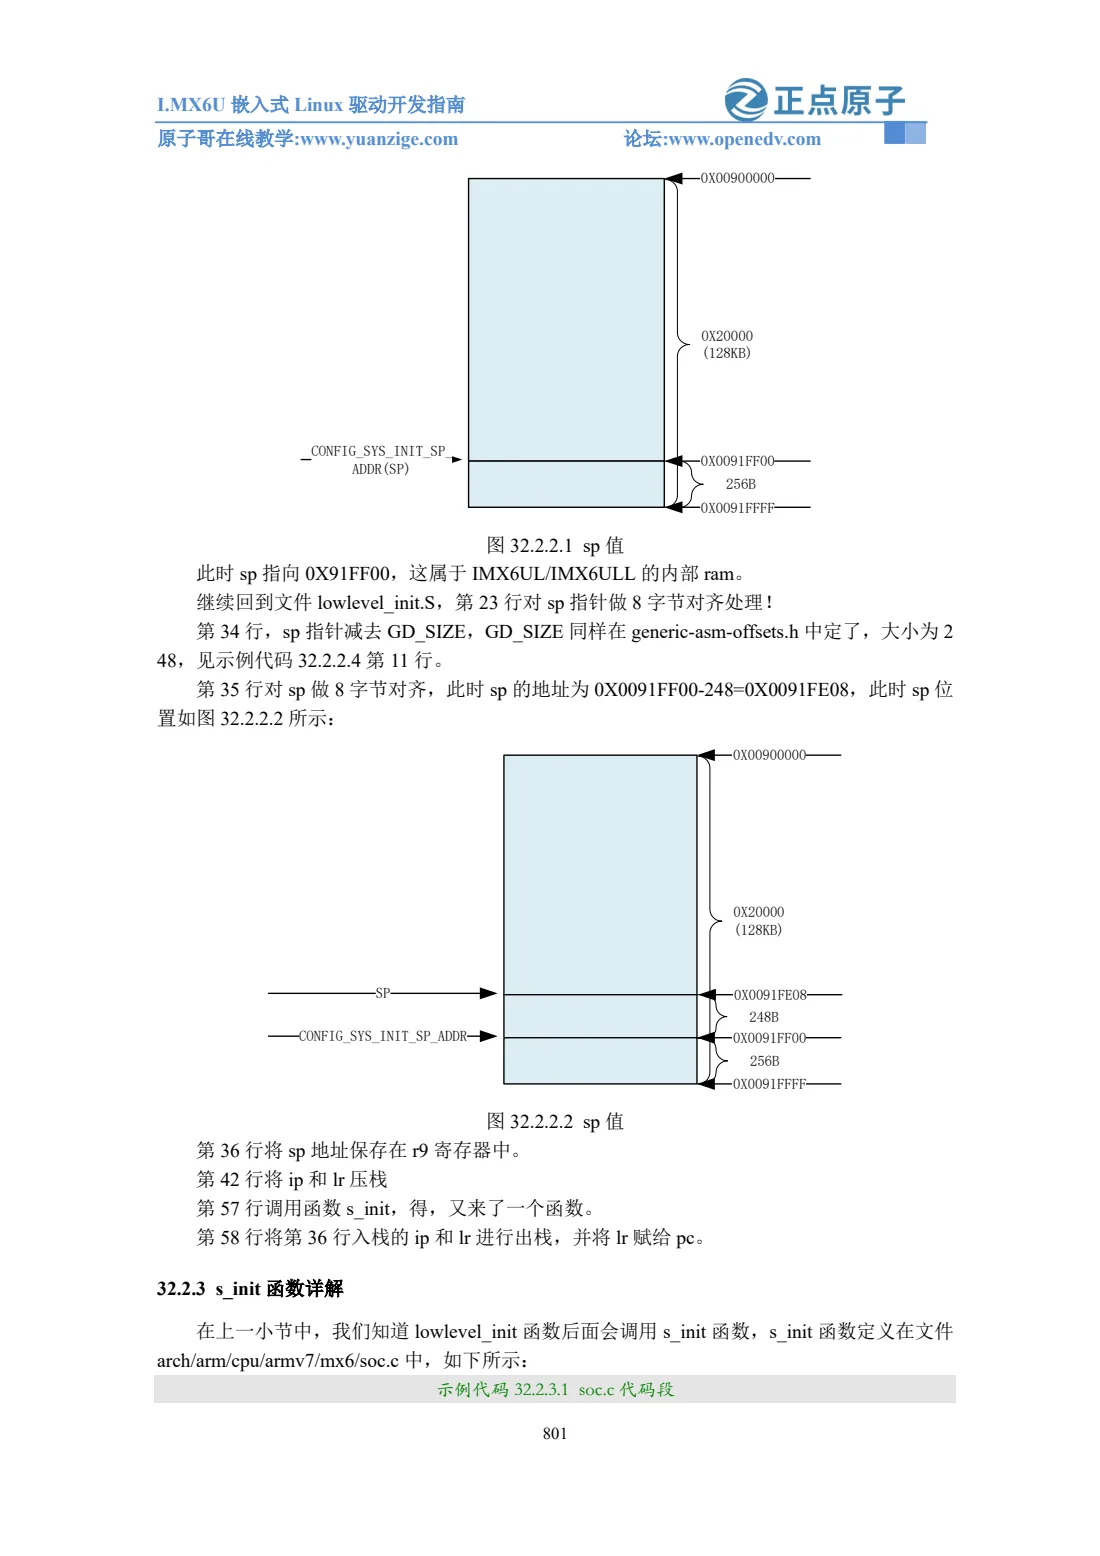 I.MX6U 嵌入式 Linux 驱动开发指南
正点原子
原子哥在线教学:www.yuanzige.com 论坛:www.openedv.com
0X00900000
0X20000
(128KB)
CONFIG_SYS_INIT_SP_
ADDR(SP)
0X0091FF00
256B
0X0091FFFF
图 32.2.2.1 sp 值
此时 sp 指向 0X91FF00，这属于 IMX6UL/IMX6ULL 的内部 ram。
继续回到文件 lowlevel_init.S，第 23 行对 sp 指针做 8 字节对齐处理！
第 34 行，sp 指针减去 GD_SIZE，GD_SIZE 同样在 generic-asm-offsets.h 中定了，大小为 2
48，见示例代码 32.2.2.4 第 11 行。
第 35 行对 sp 做 8 字节对齐，此时 sp 的地址为 0X0091FF00-248=0X0091FE08，此时 sp 位
置如图 32.2.2.2 所示：
0X00900000
0X20000
(128KB)
SP
0X0091FE08
248B
CONFIG_SYS_INIT_SP_ADDR
0X0091FF00
256B
0X0091FFFF
图 32.2.2.2 sp 值
第 36 行将 sp 地址保存在 r9 寄存器中。
第 42 行将 ip 和 lr 压栈
第 57 行调用函数 s_init，得，又来了一个函数。
第 58 行将第 36 行入栈的 ip 和 lr 进行出栈，并将 lr 赋给 pc。
32.2.3 s_init 函数详解
在上一小节中，我们知道 lowlevel_init 函数后面会调用 s_init 函数，s_init 函数定义在文件
arch/arm/cpu/armv7/mx6/soc.c 中，如下所示：
示例代码 32.2.3.1 soc.c 代码段
801